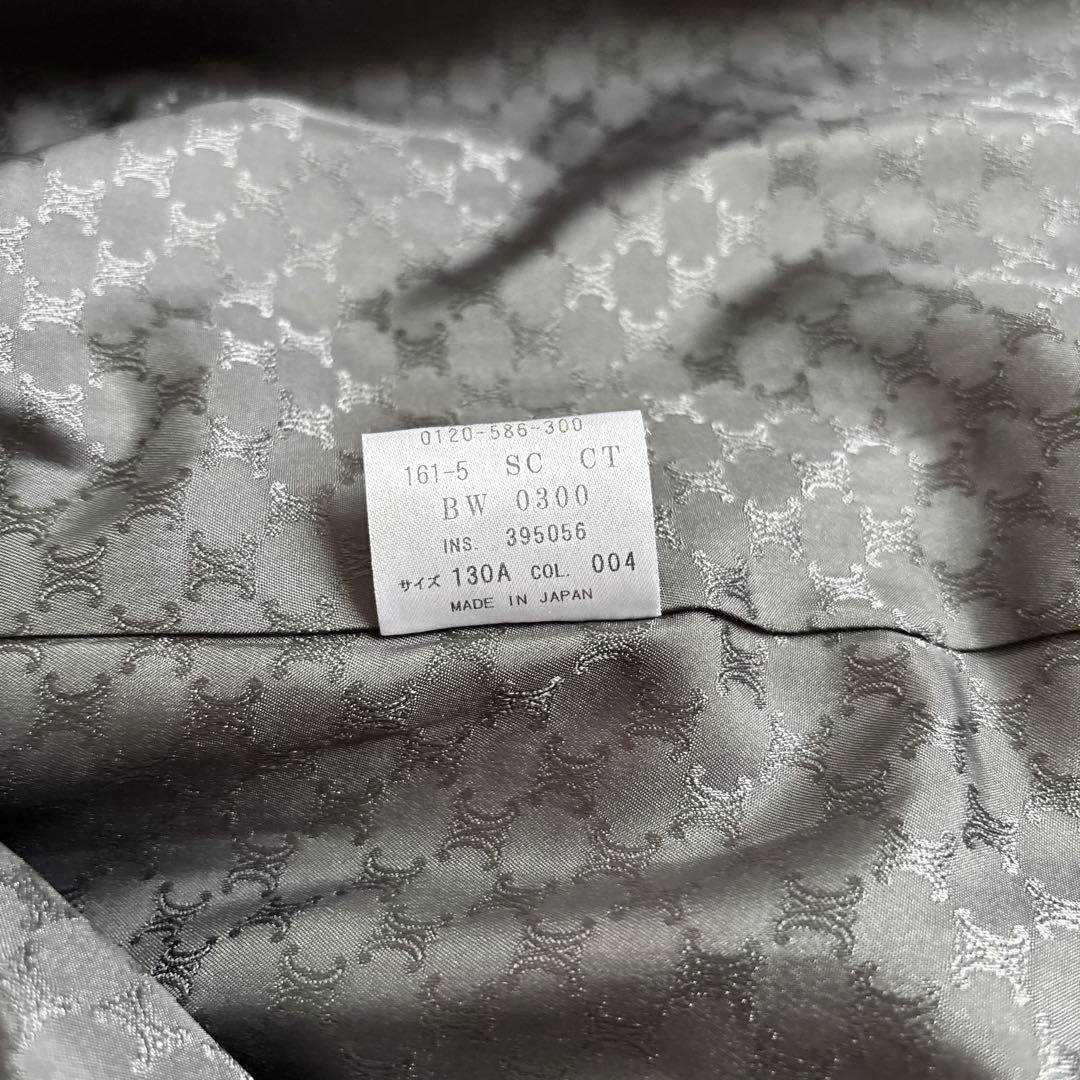 0120-586-300
161-5 SC CT
BW 0300
INS. 395056
サイズ 130A COL. 004
MADE IN JAPAN